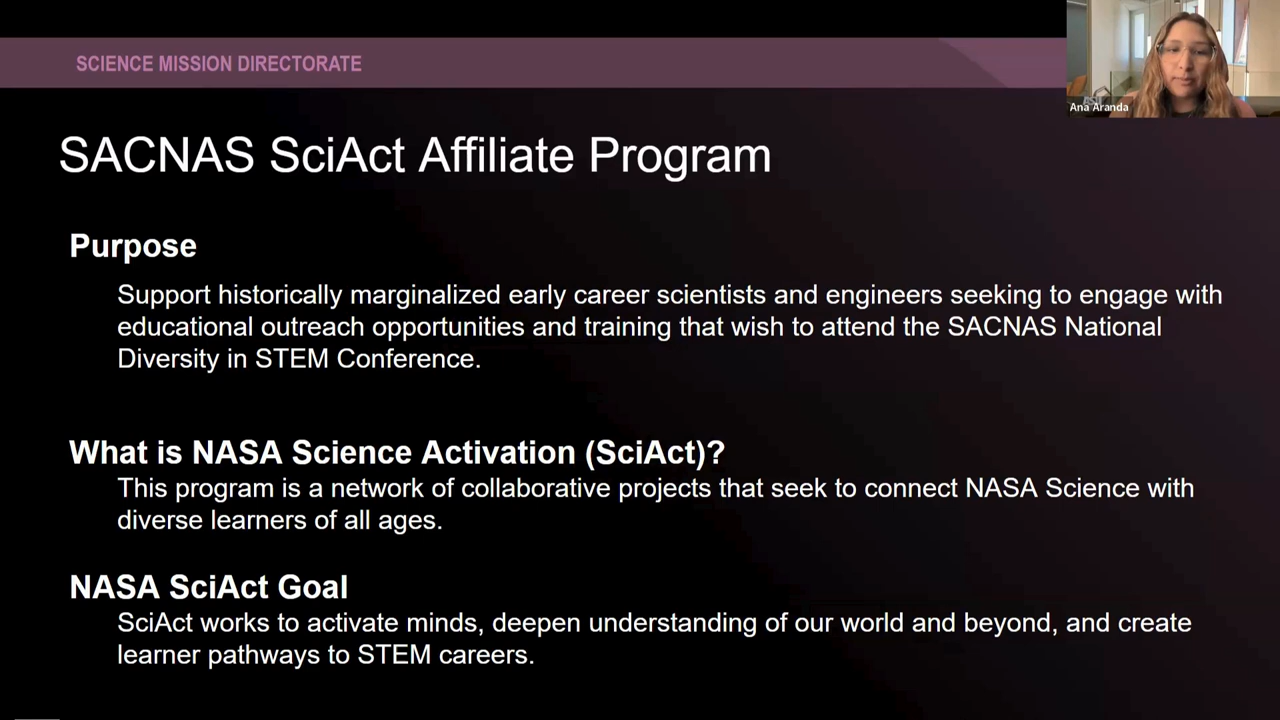 SCIENCE MISSION DIRECTORATE
Ana Aranda
SACNAS SciAct Affiliate Program
Purpose
Support historically marginalized early career scientists and engineers seeking to engage with
educational outreach opportunities and training that wish to attend the SACNAS National
Diversity in STEM Conference.
What is NASA Science Activation (SciAct)?
This program is a network of collaborative projects that seek to connect NASA Science with
diverse learners of all ages.
NASA SciAct Goal
SciAct works to activate minds, deepen understanding of our world and beyond, and create
learner pathways to STEM careers.